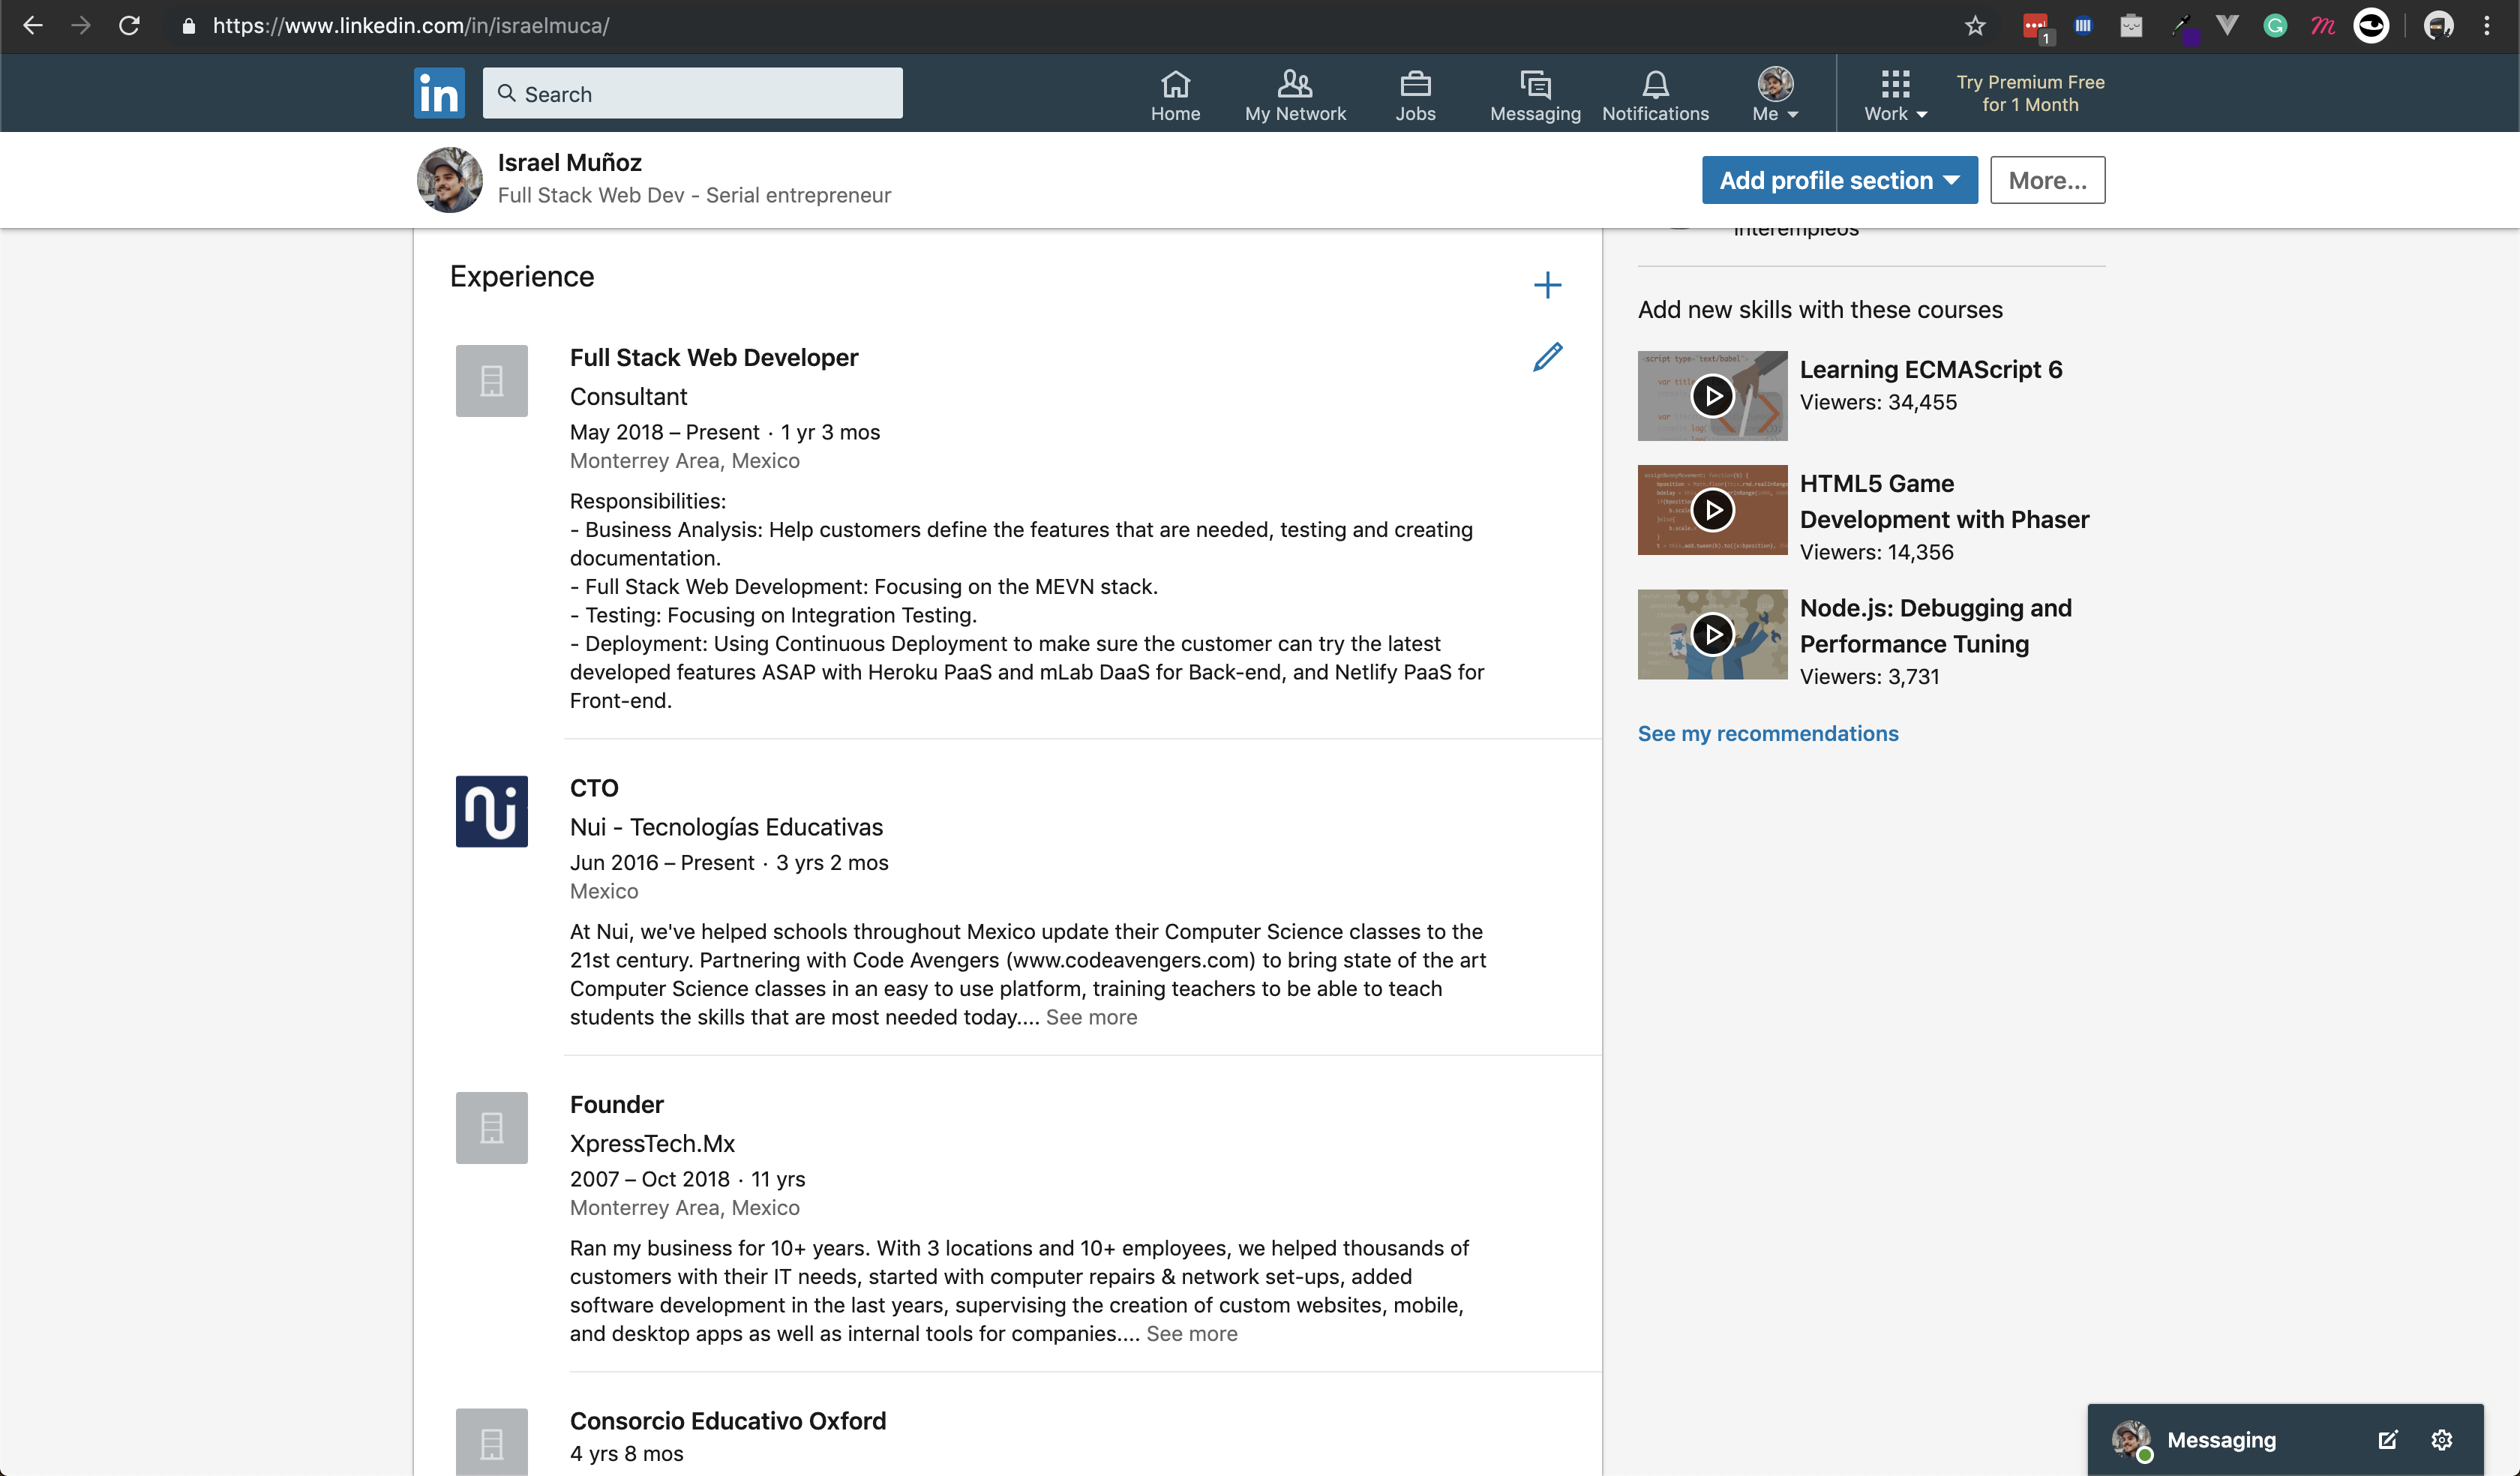 https://www.linkedin.com/in/israelmuca/
1
in
Search
Home
My Network
Jobs
Messaging
Notifications
Me
Work
Try Premium Free
for 1 Month
Israel Muñoz
Full Stack Web Dev - Serial entrepreneur
Add profile section
More...
Interempleos
Experience
Full Stack Web Developer
Consultant
May 2018 – Present · 1 yr 3 mos
Monterrey Area, Mexico
Responsibilities:
- Business Analysis: Help customers define the features that are needed, testing and creating
documentation.
- Full Stack Web Development: Focusing on the MEVN stack.
- Testing: Focusing on Integration Testing.
- Deployment: Using Continuous Deployment to make sure the customer can try the latest
developed features ASAP with Heroku PaaS and mLab DaaS for Back-end, and Netlify PaaS for
Front-end.
CTO
Nui - Tecnologías Educativas
Jun 2016 – Present · 3 yrs 2 mos
Mexico
At Nui, we've helped schools throughout Mexico update their Computer Science classes to the
21st century. Partnering with Code Avengers (www.codeavengers.com) to bring state of the art
Computer Science classes in an easy to use platform, training teachers to be able to teach
students the skills that are most needed today.... See more
Founder
XpressTech.Mx
2007 – Oct 2018 · 11 yrs
Monterrey Area, Mexico
Ran my business for 10+ years. With 3 locations and 10+ employees, we helped thousands of
customers with their IT needs, started with computer repairs & network set-ups, added
software development in the last years, supervising the creation of custom websites, mobile,
and desktop apps as well as internal tools for companies.... See more
Consorcio Educativo Oxford
4 yrs 8 mos
Add new skills with these courses
Learning ECMAScript 6
Viewers: 34,455
HTML5 Game
Development with Phaser
Viewers: 14,356
Node.js: Debugging and
Performance Tuning
Viewers: 3,731
See my recommendations
Messaging